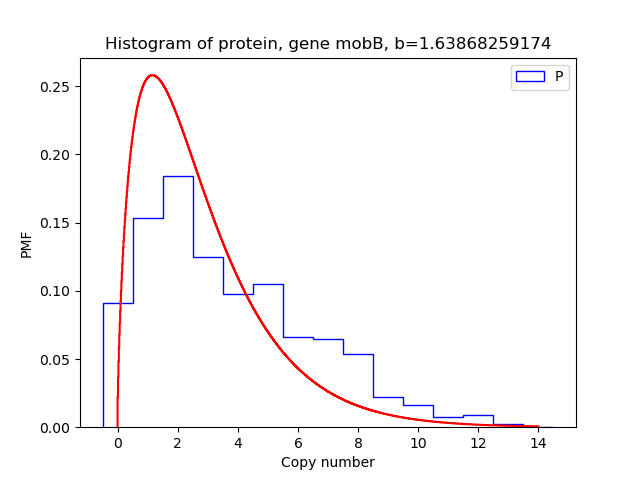 Histogram of protein, gene mobB, b=1.63868259174
P
0.25
0.20
0.15
0.10
0.05
0.00
PMF
0 2 4 6 8 10 12 14
Copy number